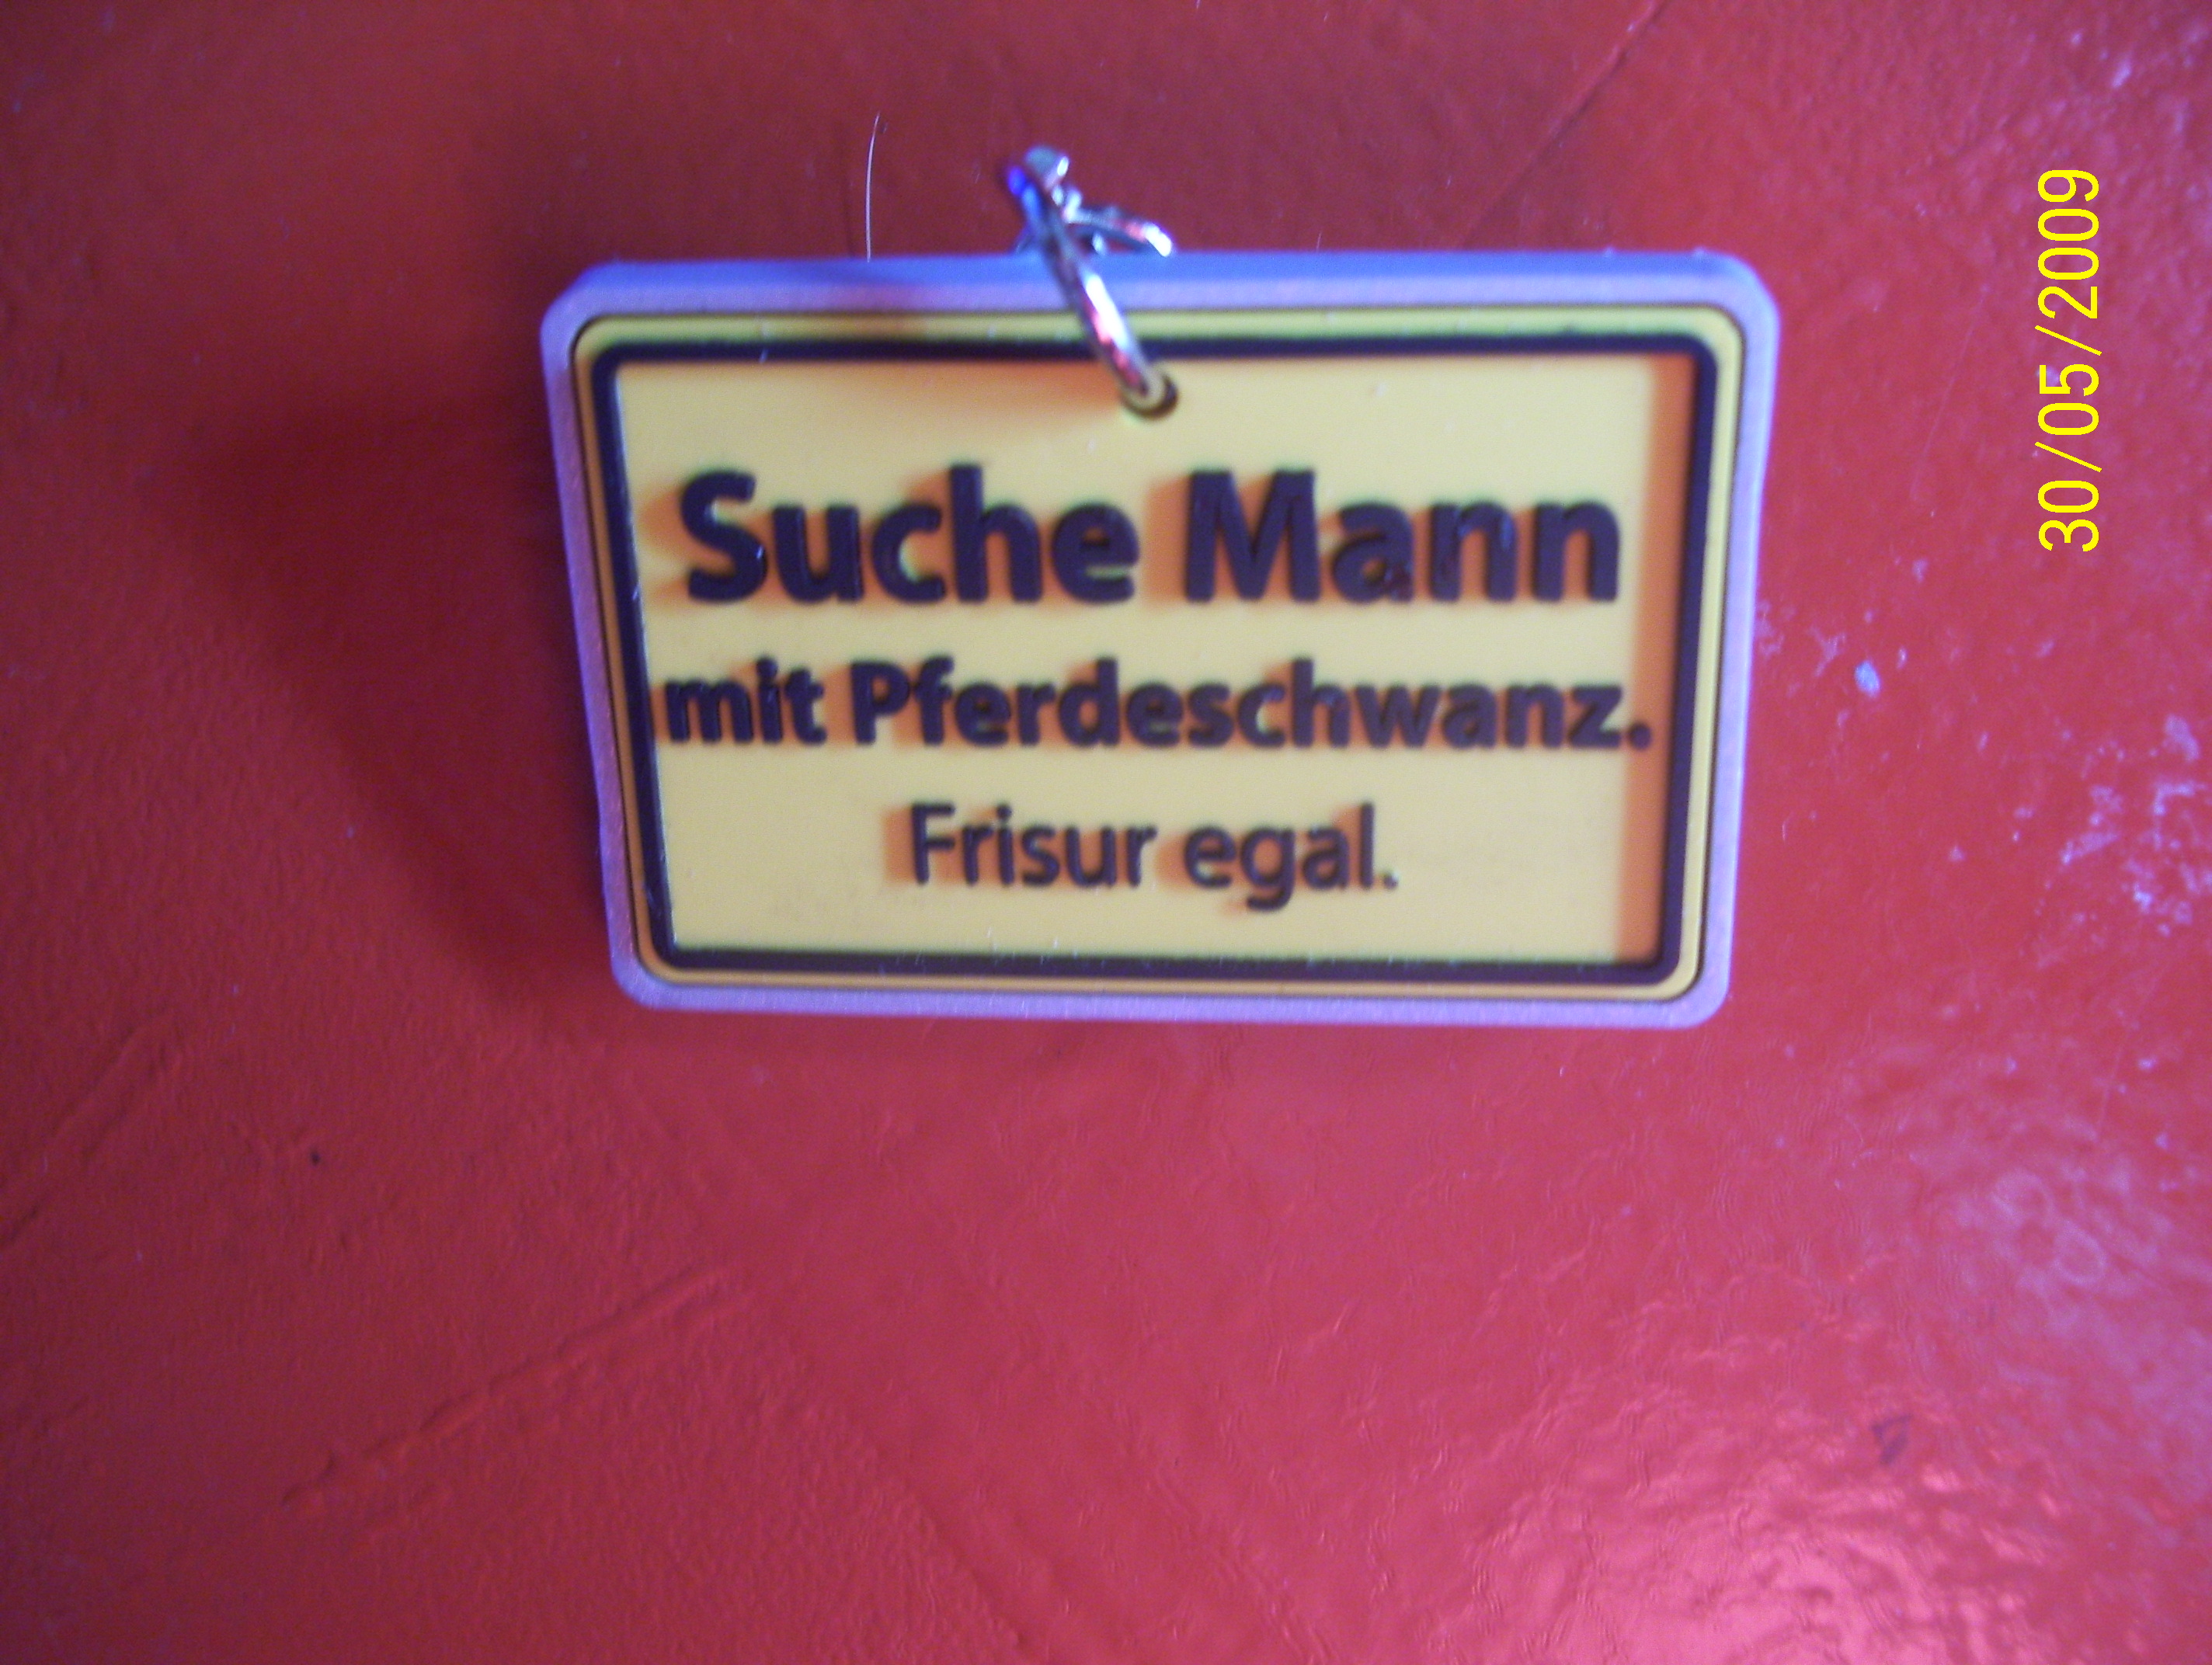 Suche Mann
mit Pferdeschwanz.
Frisur egal.
30/05/2009